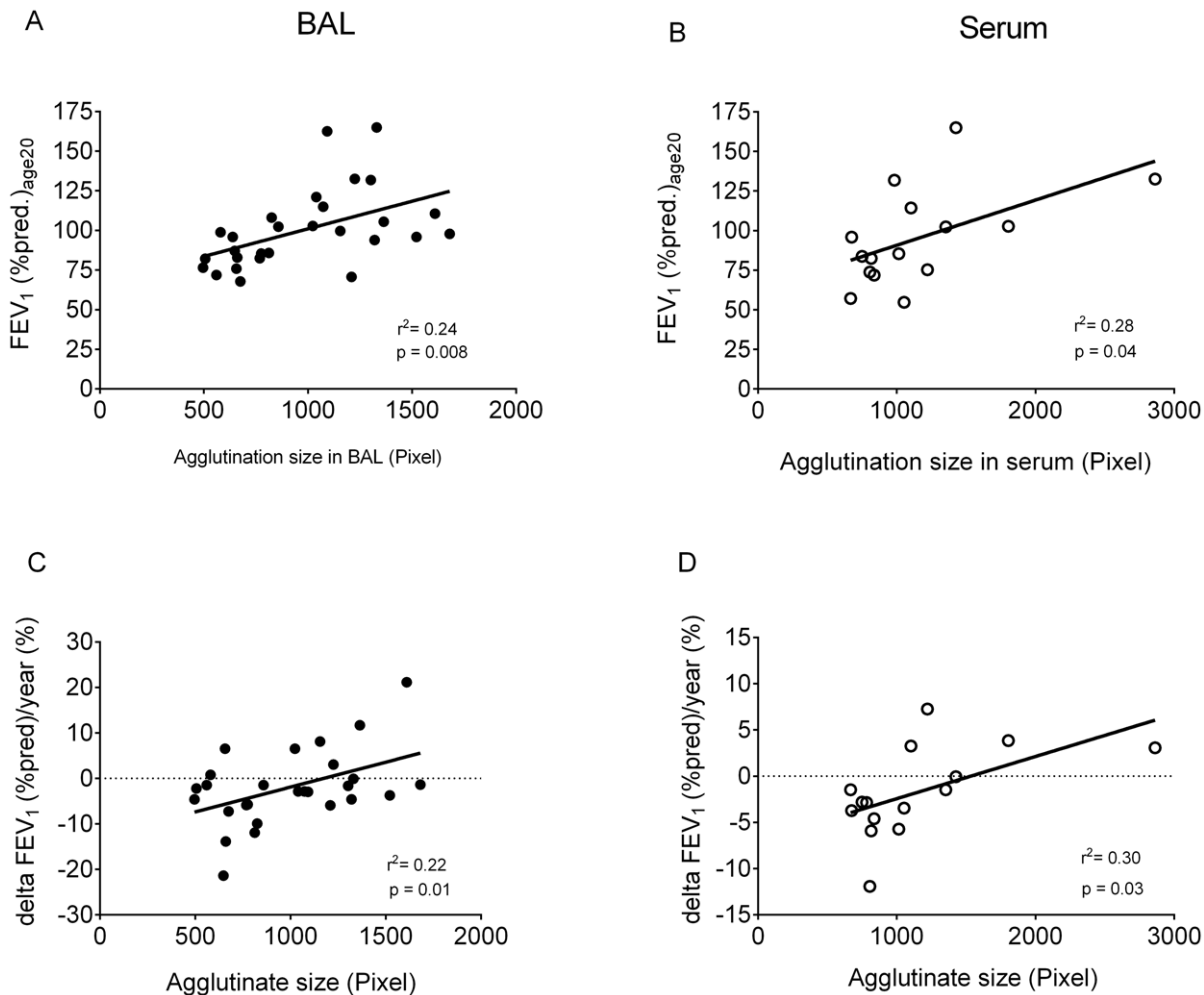 A
BAL
FEV1 (%pred.)age20
175
150
125
100
75
50
25
0
r2= 0.24
p = 0.008
0
500
1000
1500
2000
Agglutination size in BAL (Pixel)
B
Serum
FEV1 (%pred.)age20
175
150
125
100
75
50
25
0
r2= 0.28
p = 0.04
0
1000
2000
3000
Agglutination size in serum (Pixel)
C
delta FEV1 (%pred)/year (%)
30
20
10
0
-10
-20
-30
r2= 0.22
p = 0.01
0
500
1000
1500
2000
Agglutinate size (Pixel)
D
delta FEV1 (%pred)/year (%)
15
10
5
0
-5
-10
-15
r2= 0.30
p = 0.03
0
1000
2000
3000
Agglutinate size (Pixel)